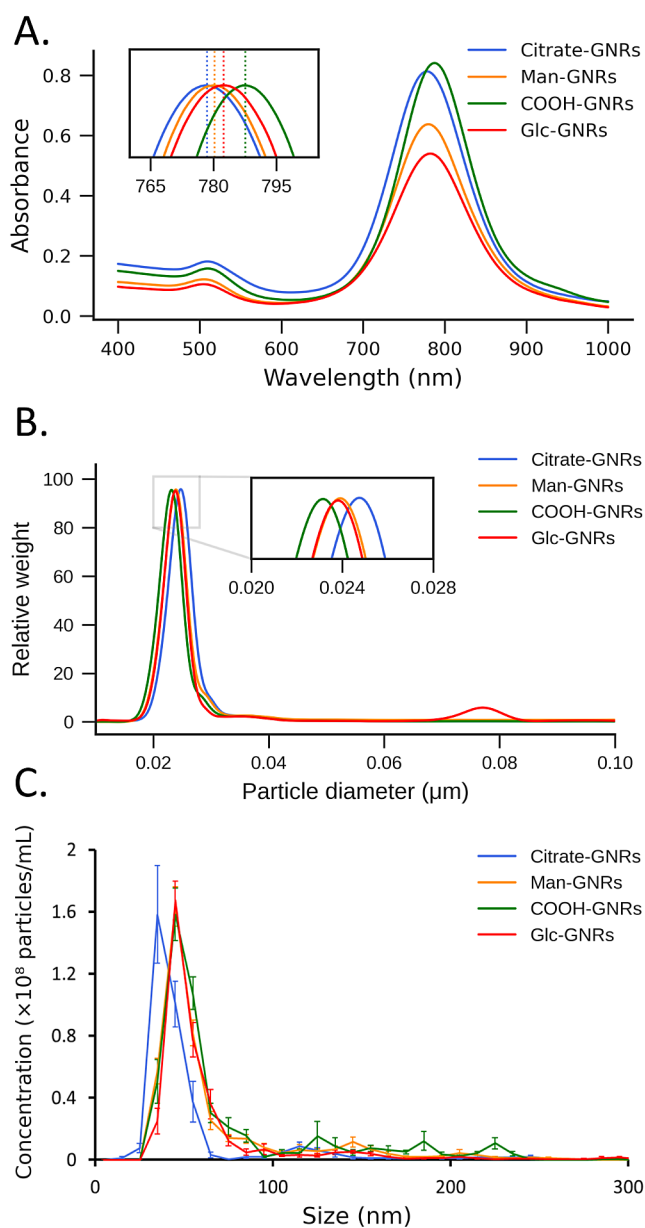 A.
Absorbance
0.8
0.6
0.4
0.2
0.0
765 780 795
Citrate-GNRs
Man-GNRs
COOH-GNRs
Glc-GNRs
400 500 600 700 800 900 1000
Wavelength (nm)
B.
Relative weight
100
80
60
40
20
0
0.020 0.024 0.028
Citrate-GNRs
Man-GNRs
COOH-GNRs
Glc-GNRs
0.02 0.04 0.06 0.08 0.10
Particle diameter (μm)
C.
Concentration (×10⁸ particles/mL)
2
1.6
1.2
0.8
0.4
0
Citrate-GNRs
Man-GNRs
COOH-GNRs
Glc-GNRs
0 100 200 300
Size (nm)